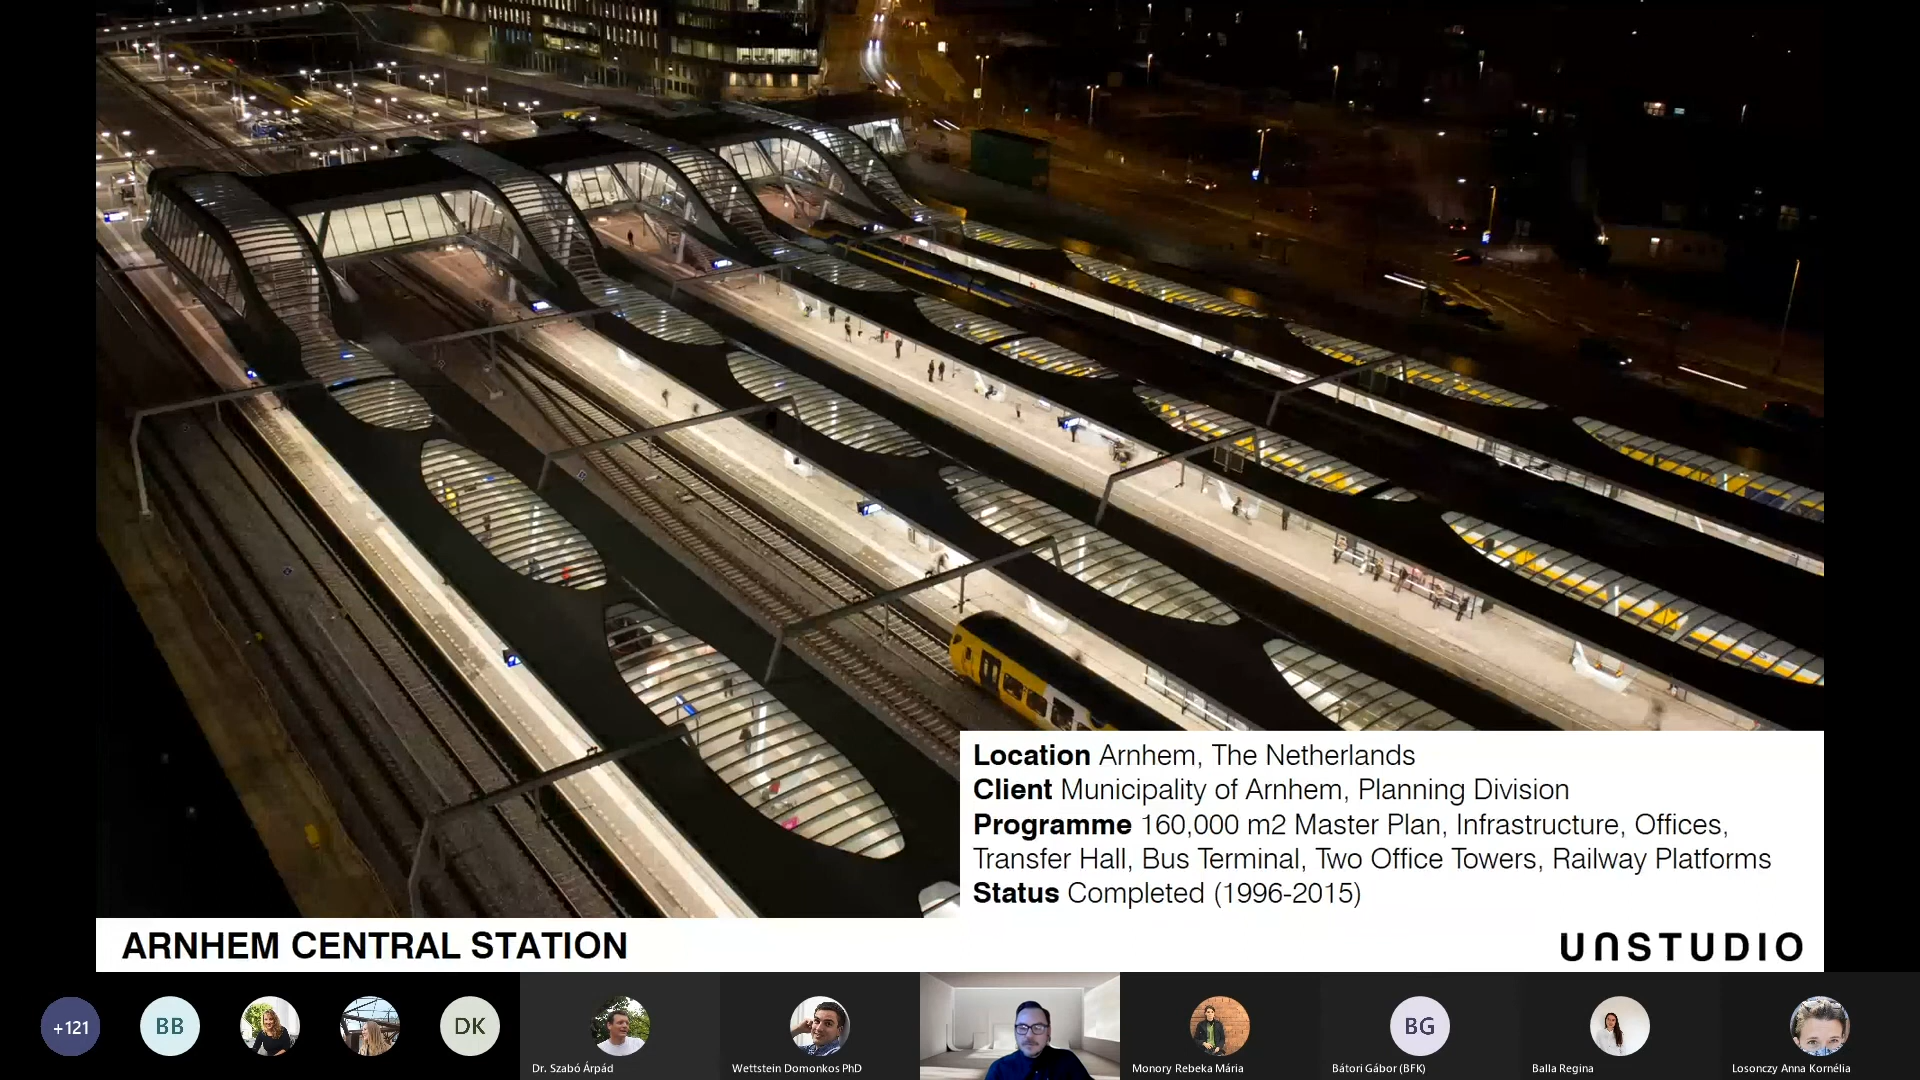 Location Arnhem, The Netherlands
Client Municipality of Arnhem, Planning Division
Programme 160,000 m2 Master Plan, Infrastructure, Offices,
Transfer Hall, Bus Terminal, Two Office Towers, Railway Platforms
Status Completed (1996-2015)
ARNHEM CENTRAL STATION
UNSTUDIO
+121
BB
DK
Dr. Szabó Árpád
Wettstein Domonkos PhD
Monory Rebeka Mária
BG
Bátori Gábor (BFK)
Balla Regina
Losonczy Anna Kornélia